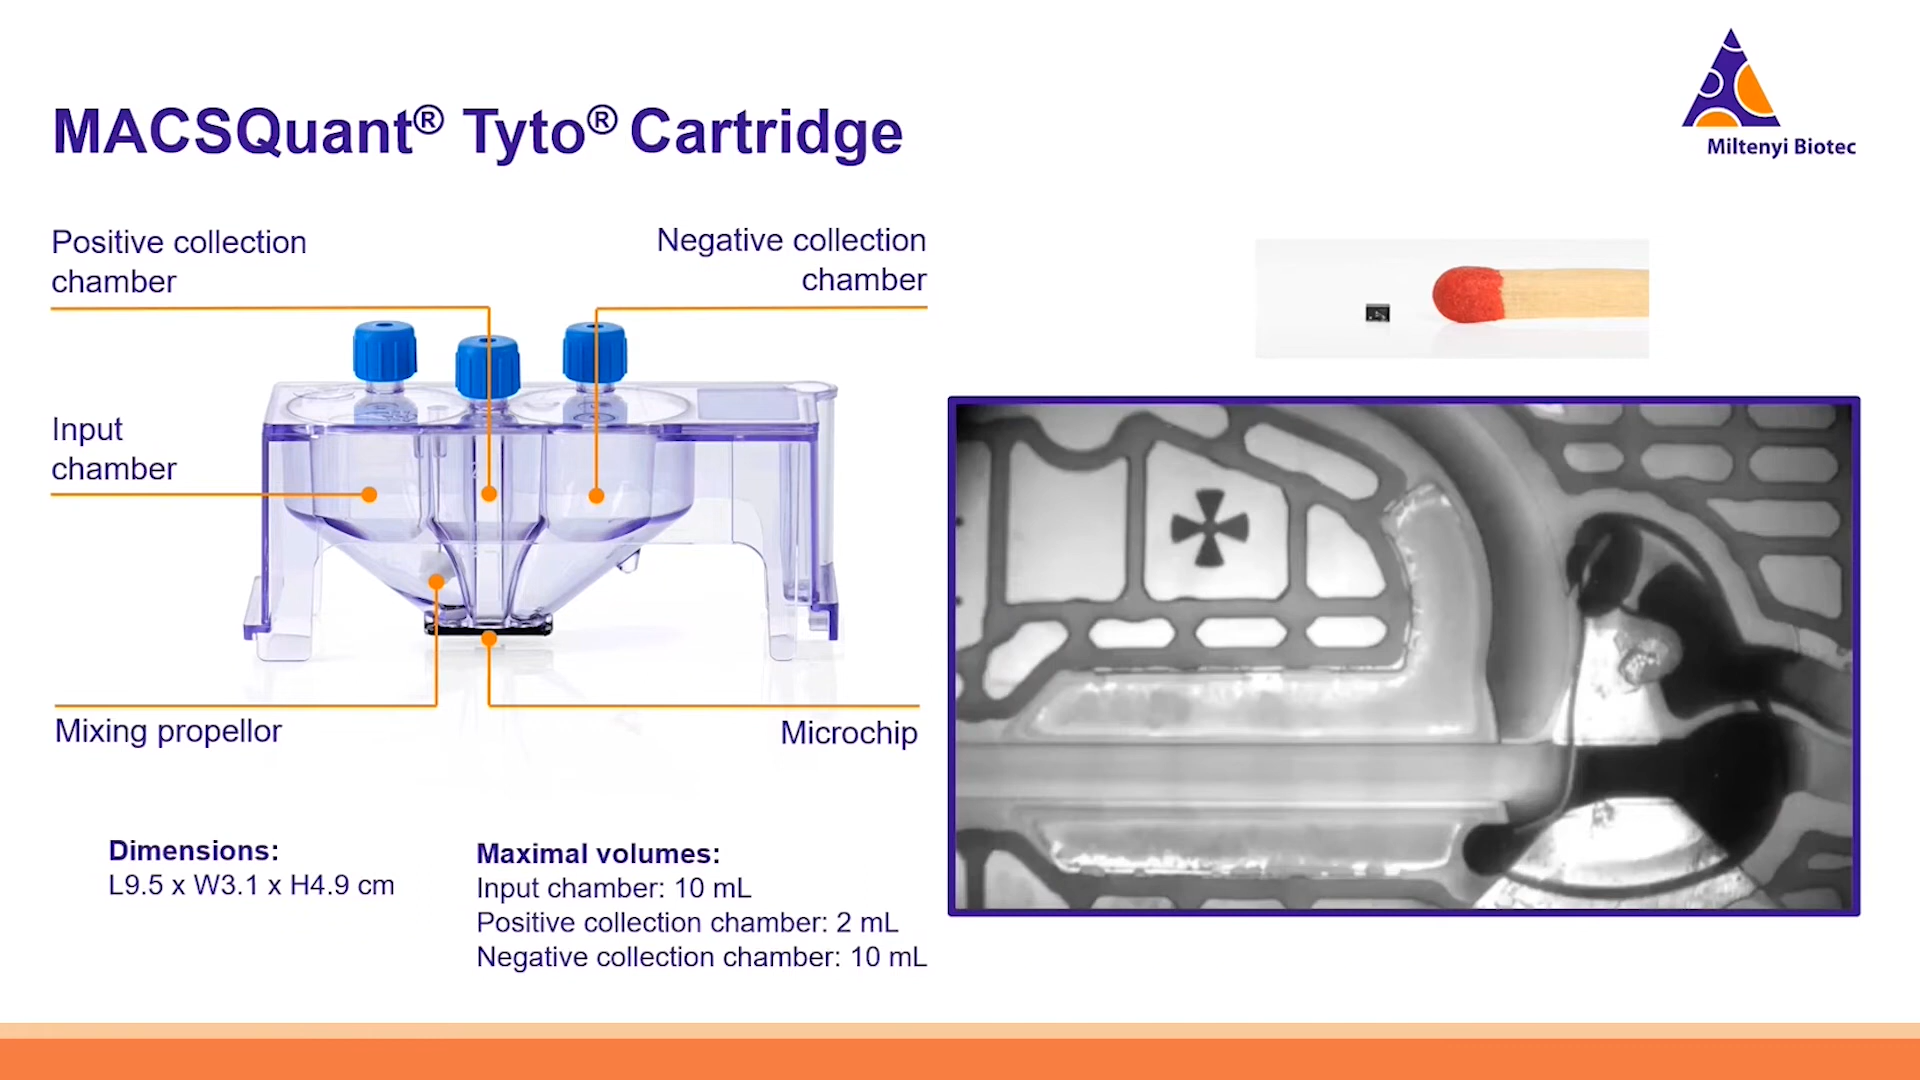 MACSQuant® Tyto® Cartridge
Miltenyi Biotec
Positive collection
chamber
Negative collection
chamber
Input
chamber
Mixing propellor
Microchip
Dimensions:
L9.5 x W3.1 x H4.9 cm
Maximal volumes:
Input chamber: 10 mL
Positive collection chamber: 2 mL
Negative collection chamber: 10 mL